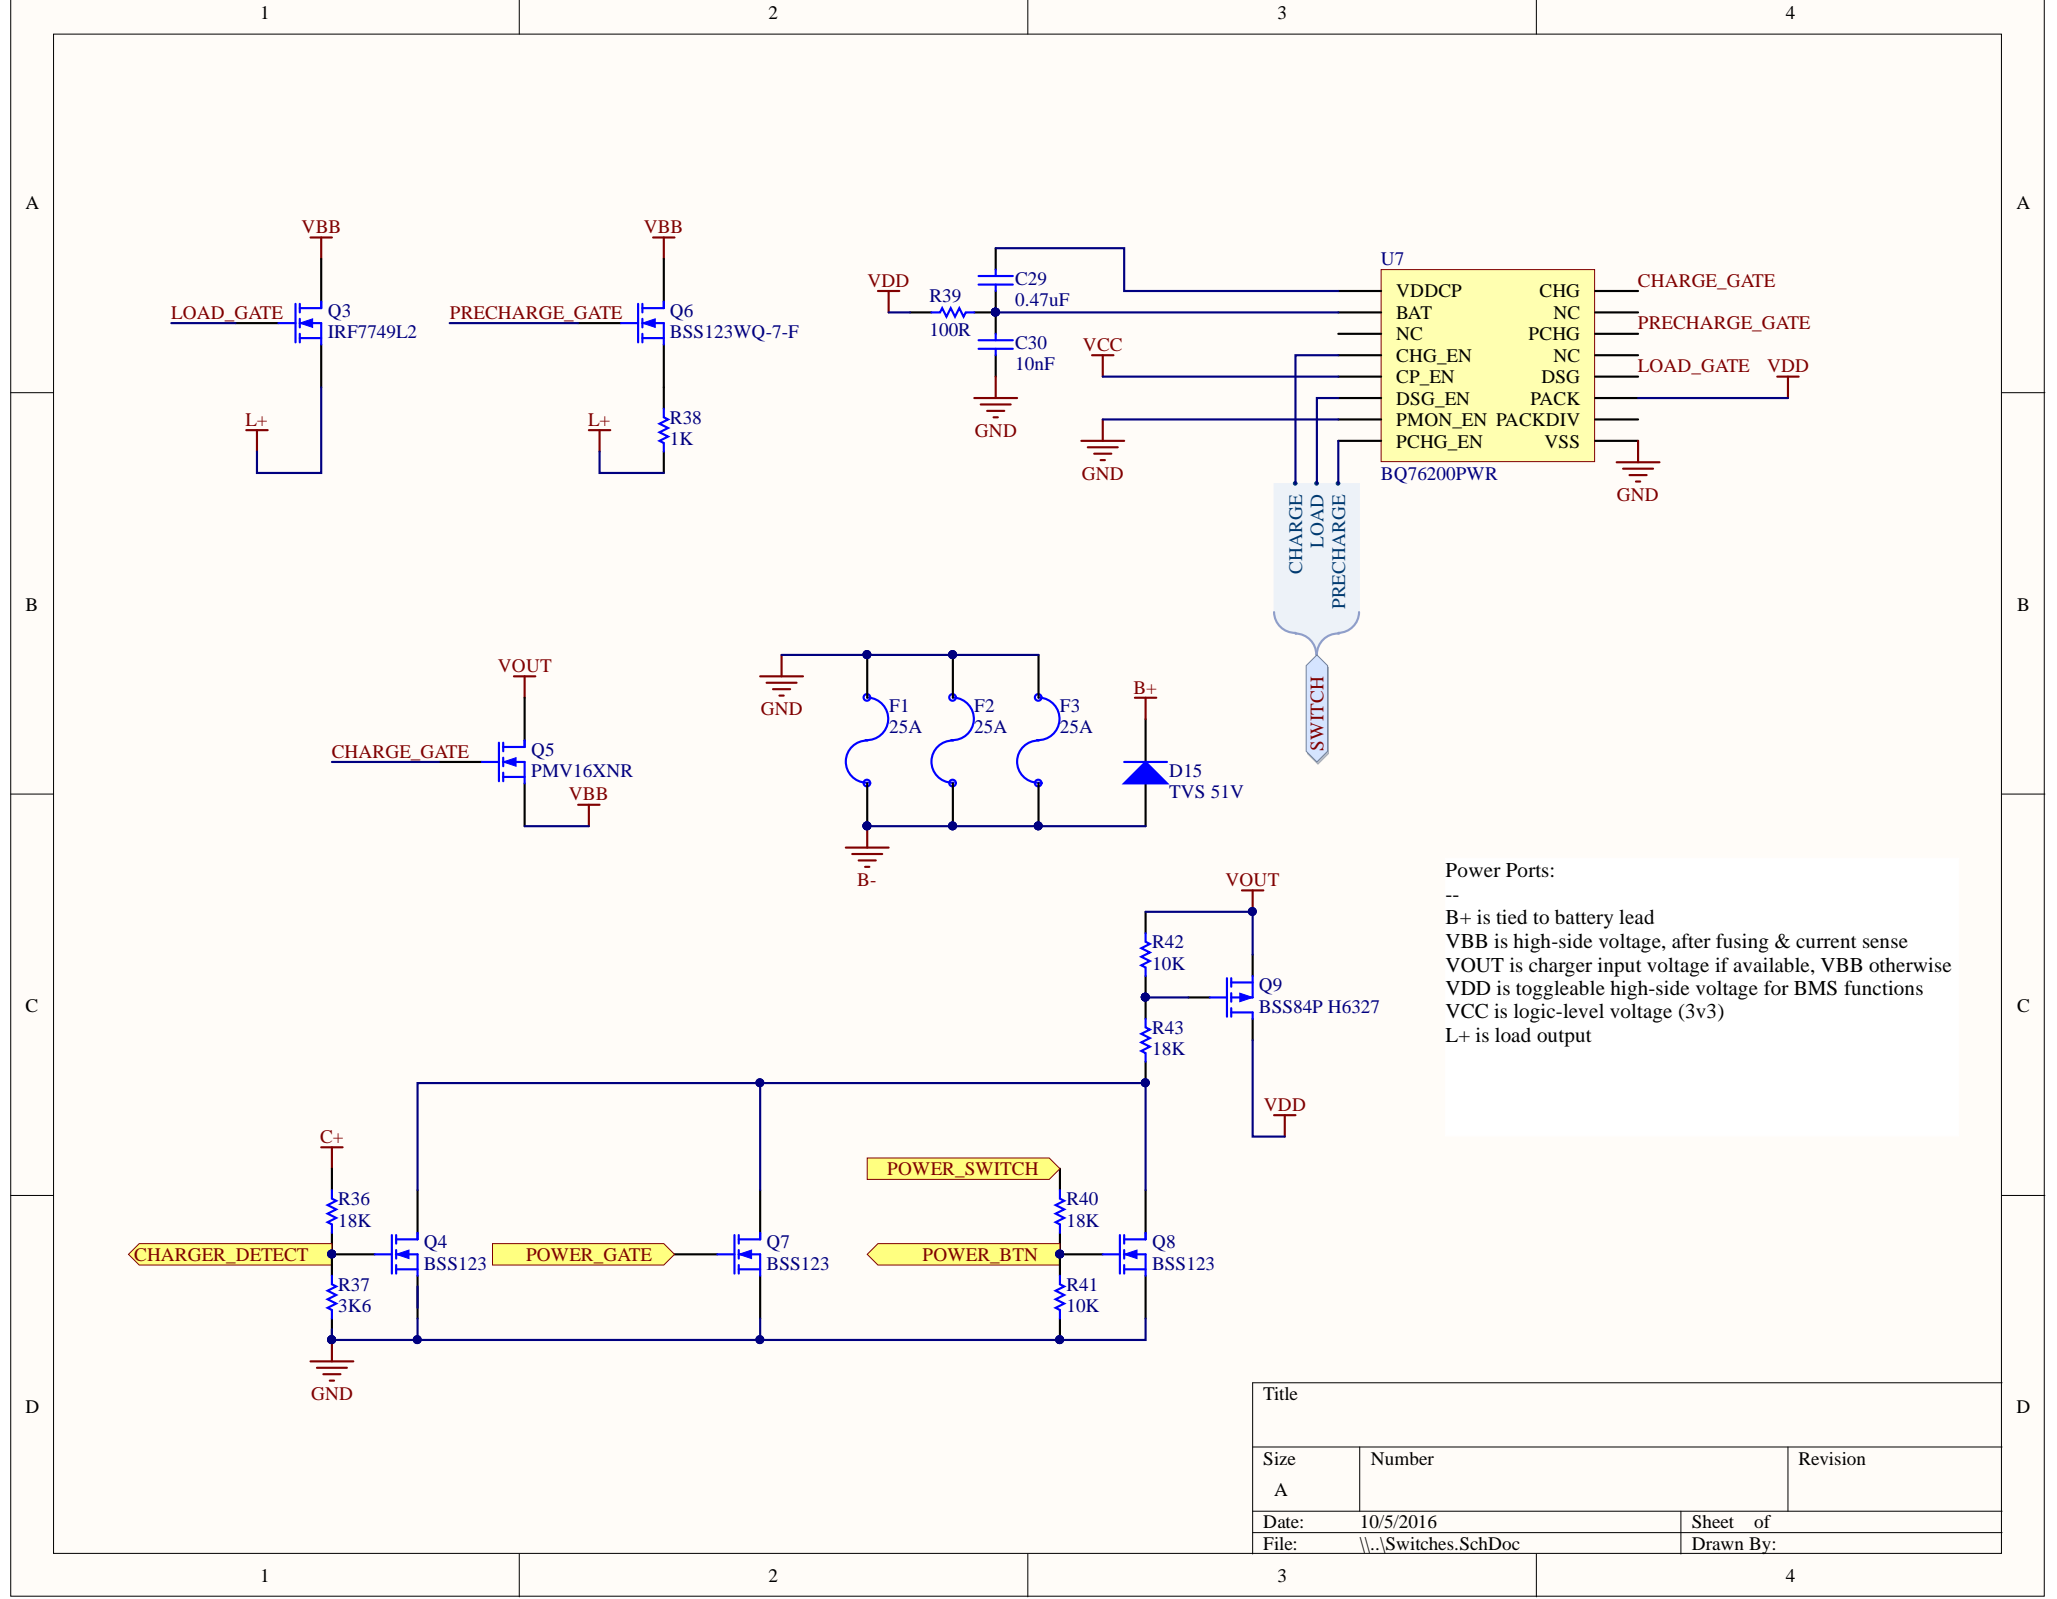 1 2 3 4
A A
B B
C C
D D
VBB
LOAD_GATE
Q3
IRF7749L2
L+
VBB
PRECHARGE_GATE
Q6
BSS123WQ-7-F
L+
R38
1K
VDD
R39
100R
C29
0.47uF
C30
10nF
GND
VCC
GND
U7
VDDCP CHG
BAT NC
NC PCHG
CHG_EN NC
CP_EN DSG
DSG_EN PACK
PMON_EN PACKDIV
PCHG_EN VSS
BQ76200PWR
CHARGE_GATE
PRECHARGE_GATE
LOAD_GATE VDD
GND
CHARGE
LOAD
PRECHARGE
SWITCH
VOUT
CHARGE_GATE
Q5
PMV16XNR
VBB
GND
F1
25A
F2
25A
F3
25A
B+
D15
TVS 51V
B-
Power Ports:
--
B+ is tied to battery lead
VBB is high-side voltage, after fusing & current sense
VOUT is charger input voltage if available, VBB otherwise
VDD is toggleable high-side voltage for BMS functions
VCC is logic-level voltage (3v3)
L+ is load output
VOUT
R42
10K
Q9
BSS84P H6327
R43
18K
VDD
C+
R36
18K
CHARGER_DETECT
Q4
BSS123
R37
3K6
GND
POWER_GATE
Q7
BSS123
POWER_SWITCH
R40
18K
POWER_BTN
Q8
BSS123
R41
10K
Title
Size Number Revision
A
Date: 10/5/2016 Sheet of
File: \\..\Switches.SchDoc Drawn By:
1 2 3 4